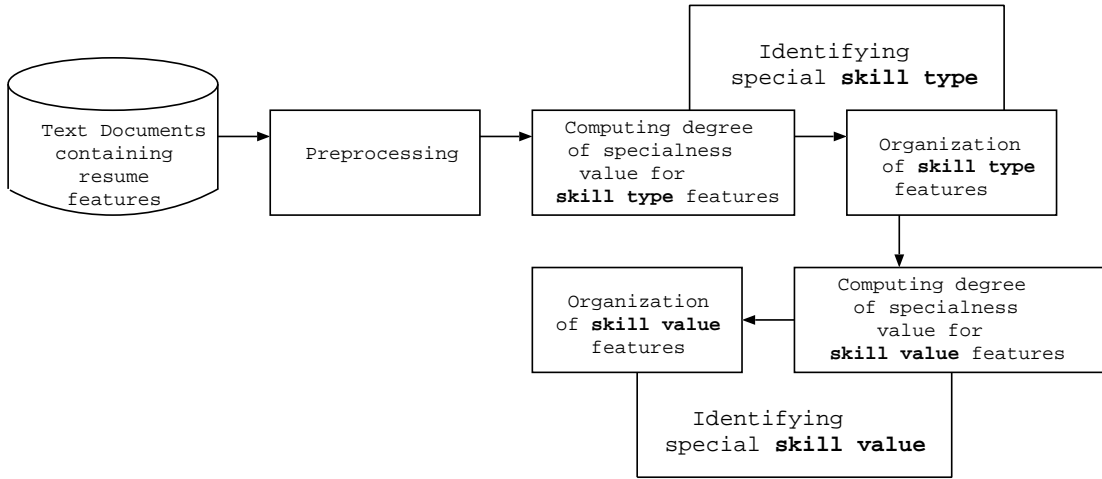 Identifying
special skill type
Text Documents
containing
resume
features
Preprocessing
Computing degree
of specialness
value for
skill type features
Organization
of skill type
features
Computing degree
of specialness
value for
skill value features
Organization
of skill value
features
Identifying
special skill value